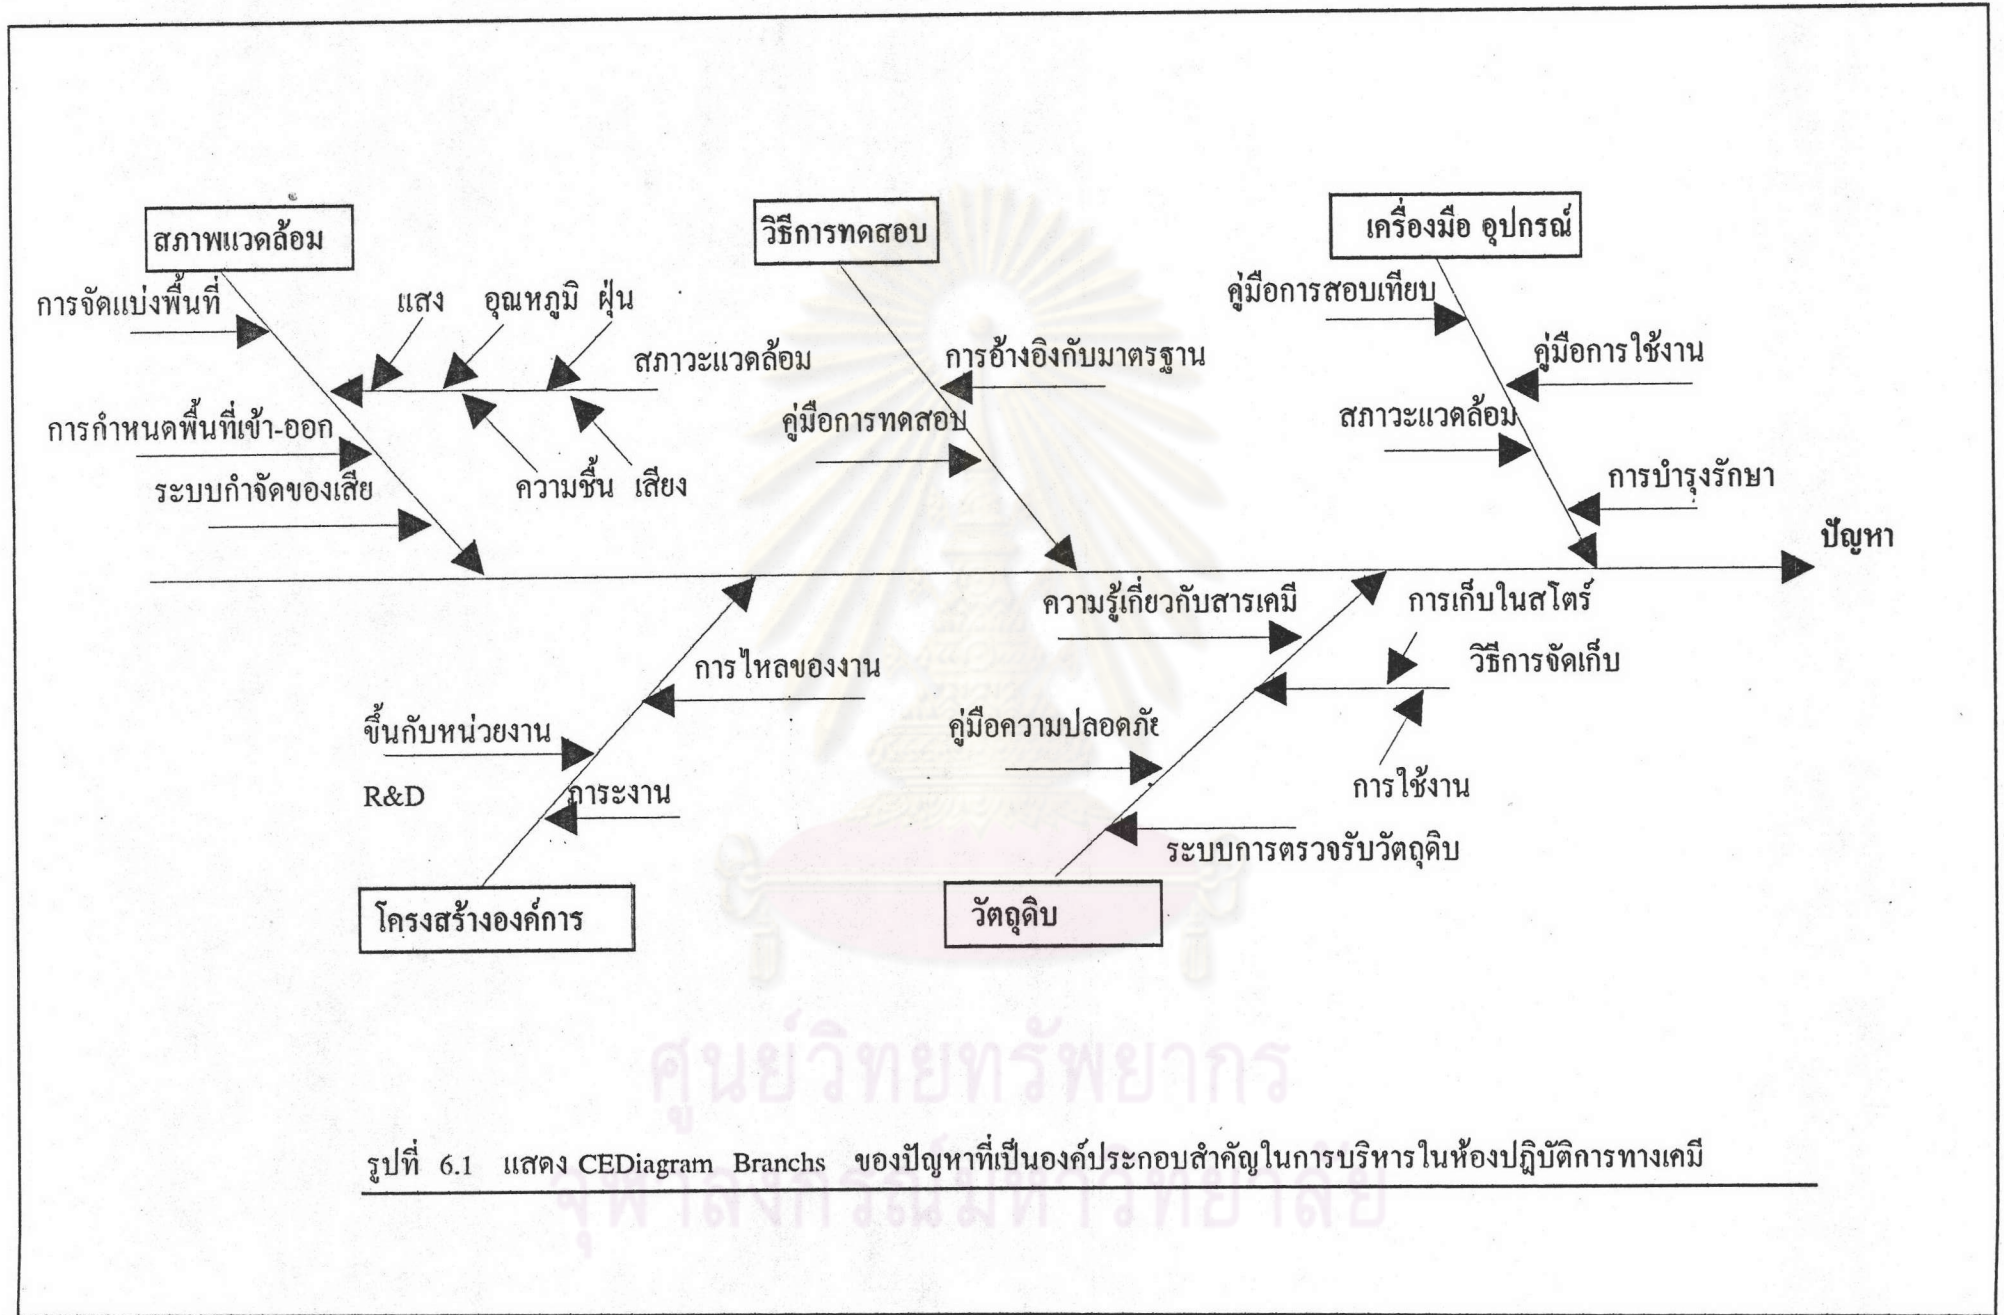 สภาพแวดล้อม
วิธีการทดสอบ
เครื่องมือ อุปกรณ์
การจัดแบ่งพื้นที่
แสง
อุณหภูมิ
ฝุ่น
สภาวะแวดล้อม
การกำหนดพื้นที่เข้า-ออก
ความชื้น
เสียง
ระบบกำจัดของเสีย
การอ้างอิงกับมาตรฐาน
คู่มือการทดสอบ
คู่มือการสอบเทียบ
คู่มือการใช้งาน
สภาวะแวดล้อม
การบำรุงรักษา
ปัญหา
การไหลของงาน
ขึ้นกับหน่วยงาน
R&D
ภาระงาน
โครงสร้างองค์การ
ความรู้เกี่ยวกับสารเคมี
การเก็บในสโตร์
วิธีการจัดเก็บ
คู่มือความปลอดภัย
การใช้งาน
ระบบการตรวจรับวัตถุดิบ
วัตถุดิบ
ศูนย์วิทยทรัพยากร
จุฬาลงกรณ์มหาวิทยาลัย
รูปที่ 6.1 แสดง CEDiagram Branchs ของปัญหาที่เป็นองค์ประกอบสำคัญในการบริหารในห้องปฎิบัติการทางเคมี